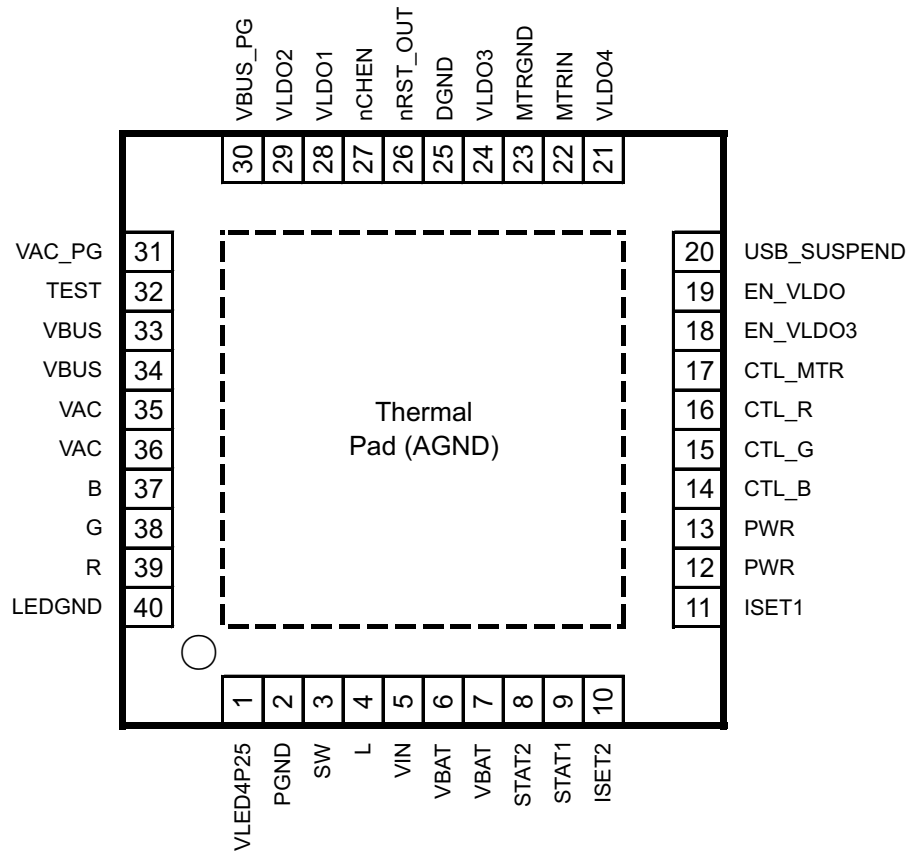 VBUS_PG
VLDO2
VLDO1
nCHEN
nRST_OUT
DGND
VLDO3
MTRGND
MTRIN
VLDO4
30
29
28
27
26
25
24
23
22
21
VAC_PG 31
TEST 32
VBUS 33
VBUS 34
VAC 35
VAC 36
B 37
G 38
R 39
LEDGND 40
Thermal
Pad (AGND)
20 USB_SUSPEND
19 EN_VLDO
18 EN_VLDO3
17 CTL_MTR
16 CTL_R
15 CTL_G
14 CTL_B
13 PWR
12 PWR
11 ISET1
1
2
3
4
5
6
7
8
9
10
VLED4P25
PGND
SW
L
VIN
VBAT
VBAT
STAT2
STAT1
ISET2